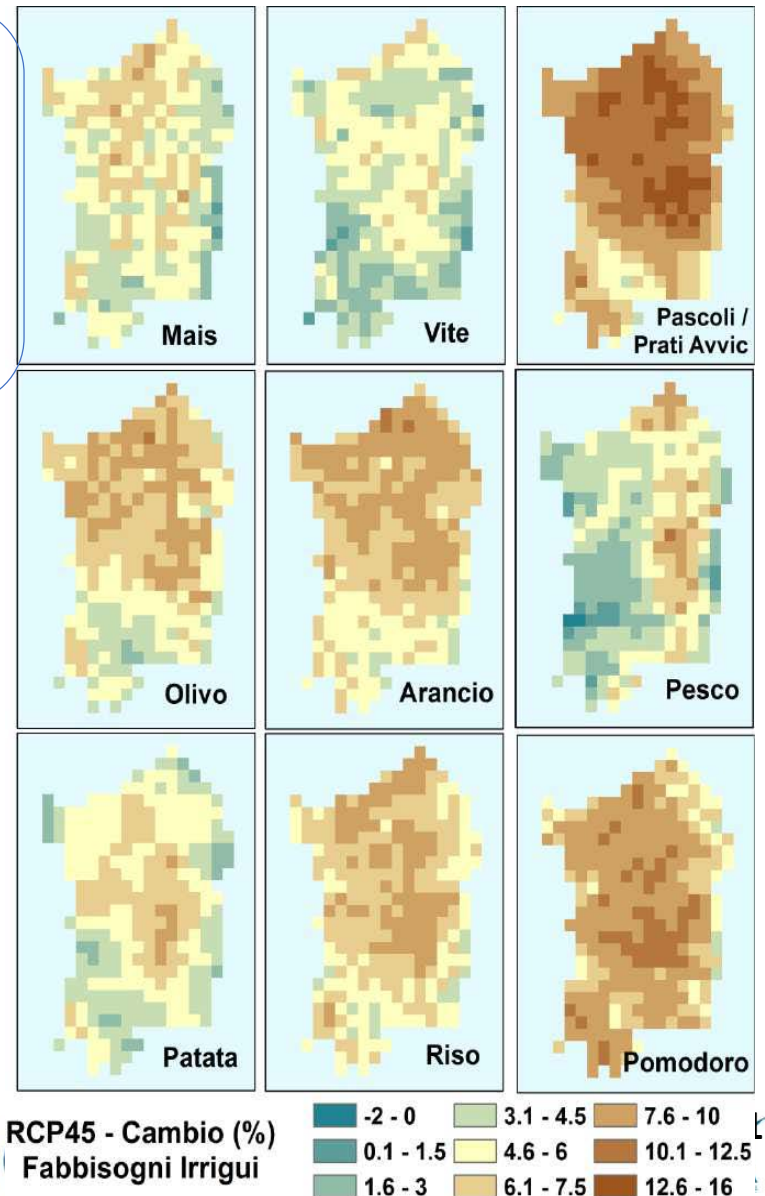 Mais
Vite
Pascoli /
Prati Avvic
Olivo
Arancio
Pesco
Patata
Riso
Pomodoro
RCP45 - Cambio (%)
Fabbisogni Irrigui
-2 - 0
0.1 - 1.5
1.6 - 3
3.1 - 4.5
4.6 - 6
6.1 - 7.5
7.6 - 10
10.1 - 12.5
12.6 - 16